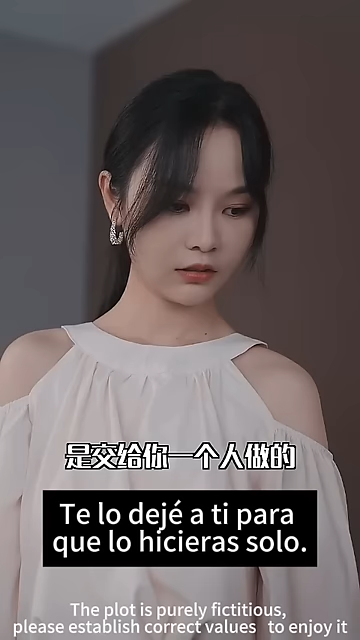 是交给你一个人做的
Te lo dejé a ti para
que lo hicieras solo.
The plot is purely fictitious,
please establish correct values to enjoy it